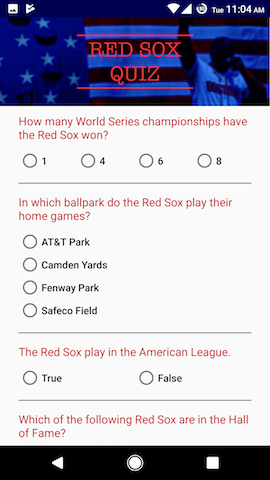 Tue 11:04 AM
RED SOX
QUIZ
How many World Series championships have
the Red Sox won?
1 4 6 8
In which ballpark do the Red Sox play their
home games?
AT&T Park
Camden Yards
Fenway Park
Safeco Field
The Red Sox play in the American League.
True False
Which of the following Red Sox are in the Hall
of Fame?